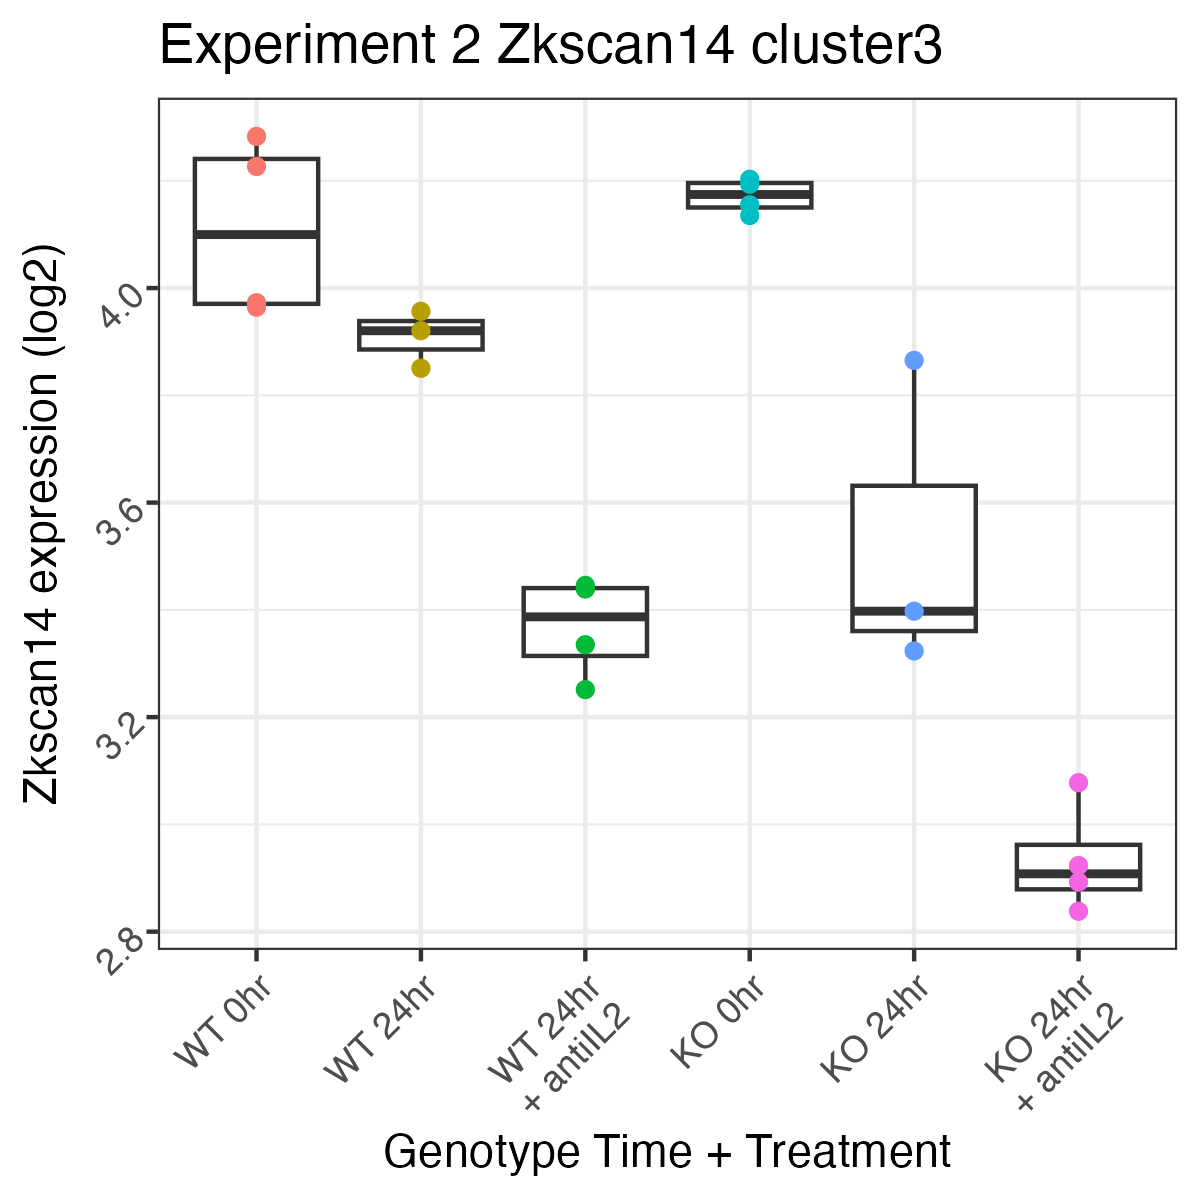 Experiment 2 Zkscan14 cluster3
Zkscan14 expression (log2)
4.0
3.6
3.2
2.8
WT 0hr
WT 24hr
WT 24hr
+ antiIL2
KO 0hr
KO 24hr
KO 24hr
+ antiIL2
Genotype Time + Treatment